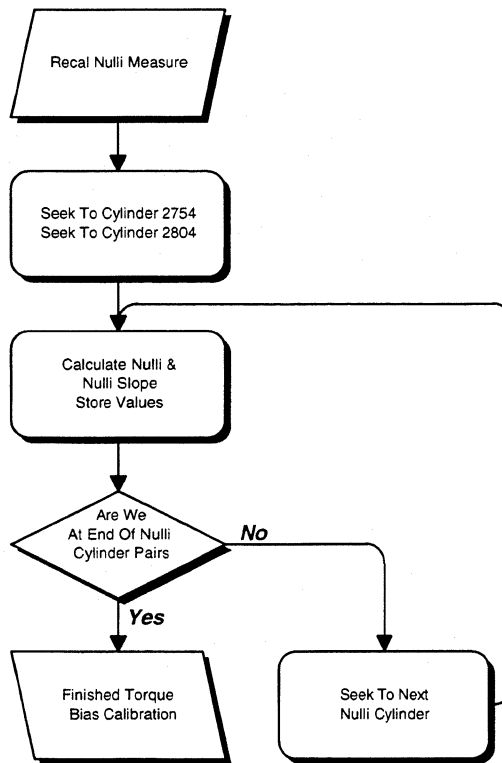 Recal Nulli Measure
Seek To Cylinder 2754
Seek To Cylinder 2804
Calculate Nulli &
Nulli Slope
Store Values
Are We
At End Of Nulli
Cylinder Pairs
No
Yes
Finished Torque
Bias Calibration
Seek To Next
Nulli Cylinder